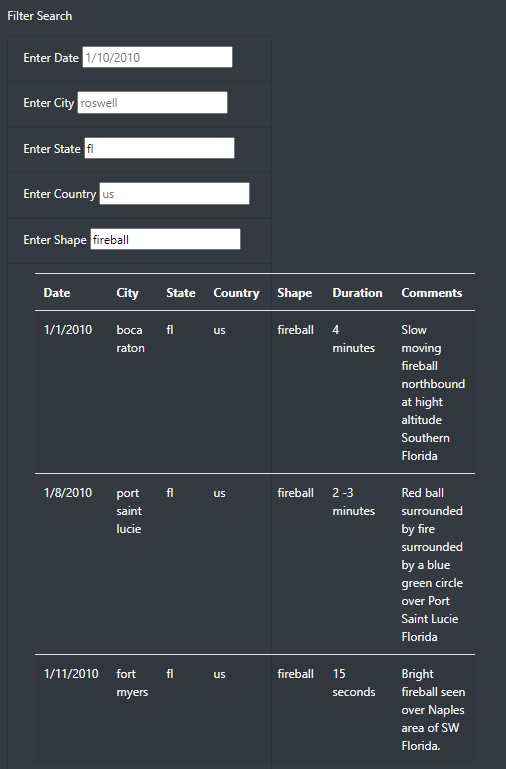 Filter Search
Enter Date 1/10/2010
Enter City roswell
Enter State fl
Enter Country us
Enter Shape fireball
Date City State Country Shape Duration Comments
1/1/2010 boca fl us fireball 4 Slow
raton minutes moving
fireball
northbound
at hight
altitude
Southern
Florida
1/8/2010 port fl us fireball 2 -3 Red ball
saint minutes surrounded
lucie by fire
surrounded
by a blue
green circle
over Port
Saint Lucie
Florida
1/11/2010 fort fl us fireball 15 Bright
myers seconds fireball seen
over Naples
area of SW
Florida.